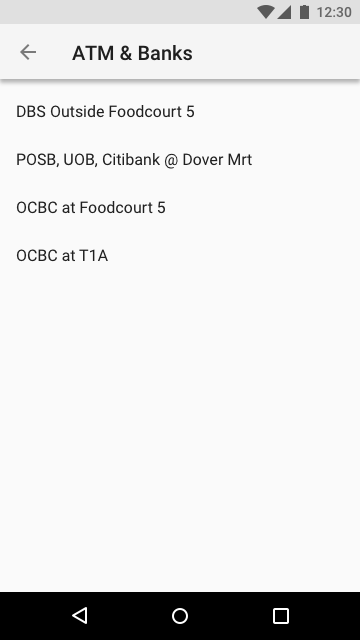 12:30
ATM & Banks
DBS Outside Foodcourt 5
POSB, UOB, Citibank @ Dover Mrt
OCBC at Foodcourt 5
OCBC at T1A